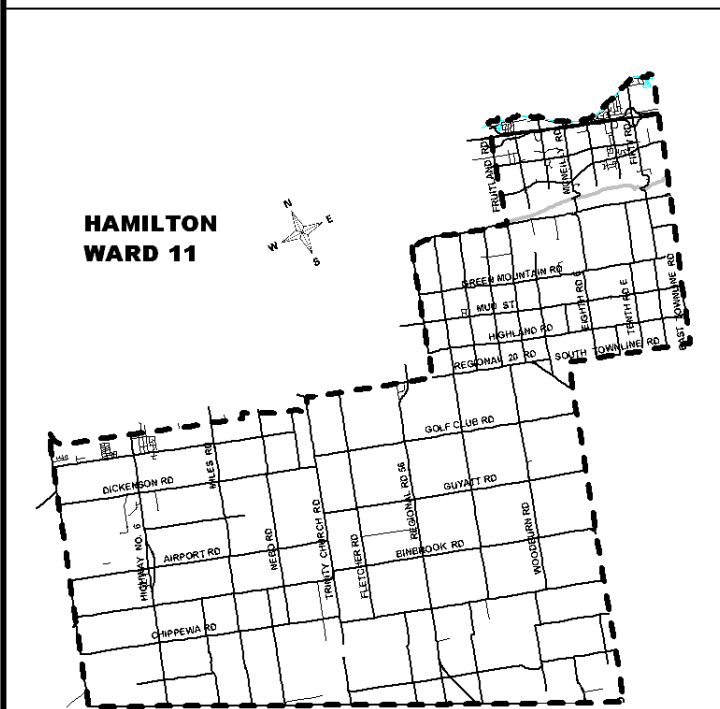 HAMILTON
WARD 11
N
E
W
S
FRUITLAND RD
MCNEILLY RD
FIFTY RD
GREEN MOUNTAIN RD
MUD ST
HIGHLAND RD
EIGHTH RD E
TENTH RD E
EAST TOWNLINE RD
REGIONAL 20 RD
SOUTH TOWNLINE RD
GOLF CLUB RD
MILES RD
DICKENSON RD
GUYATT RD
REGIONAL RD 56
HIGHWAY NO. 6
AIRPORT RD
NEBO RD
TRINITY CHURCH RD
FLETCHER RD
BINBROOK RD
WOODBURN RD
CHIPPEWA RD